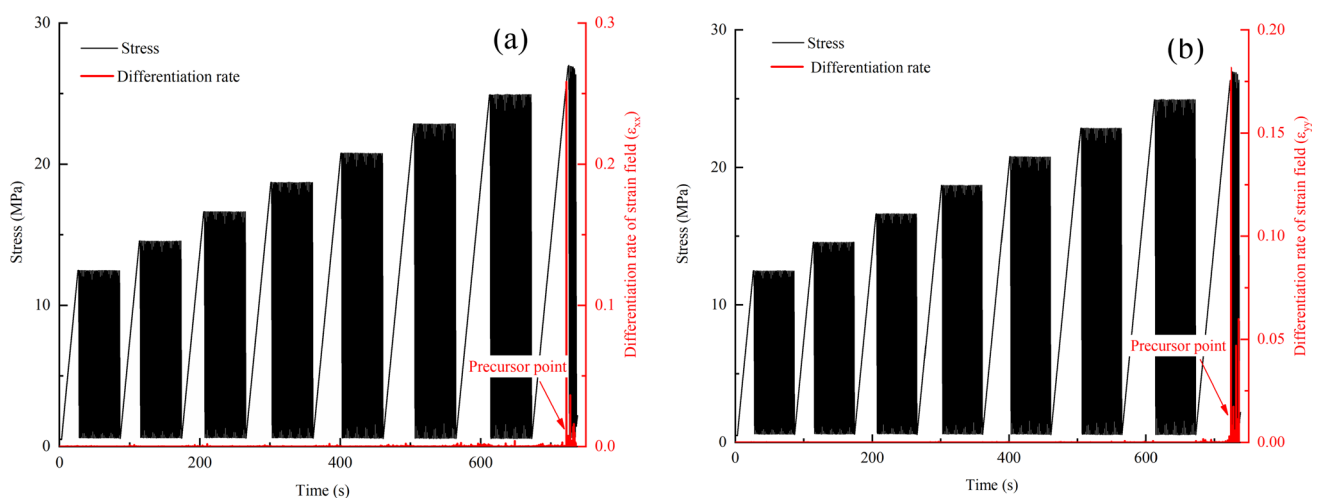 (a)
Stress
Differentiation rate
30
20
10
0
Stress (MPa)
0.3
0.2
0.1
0.0
Differentiation rate of strain field (εxx)
Precursor point
0
200
400
600
Time (s)
(b)
Stress
Differentiation rate
30
20
10
0
Stress (MPa)
0.20
0.15
0.10
0.05
0.00
Differentiation rate of strain field (εyy)
Precursor point
0
200
400
600
Time (s)